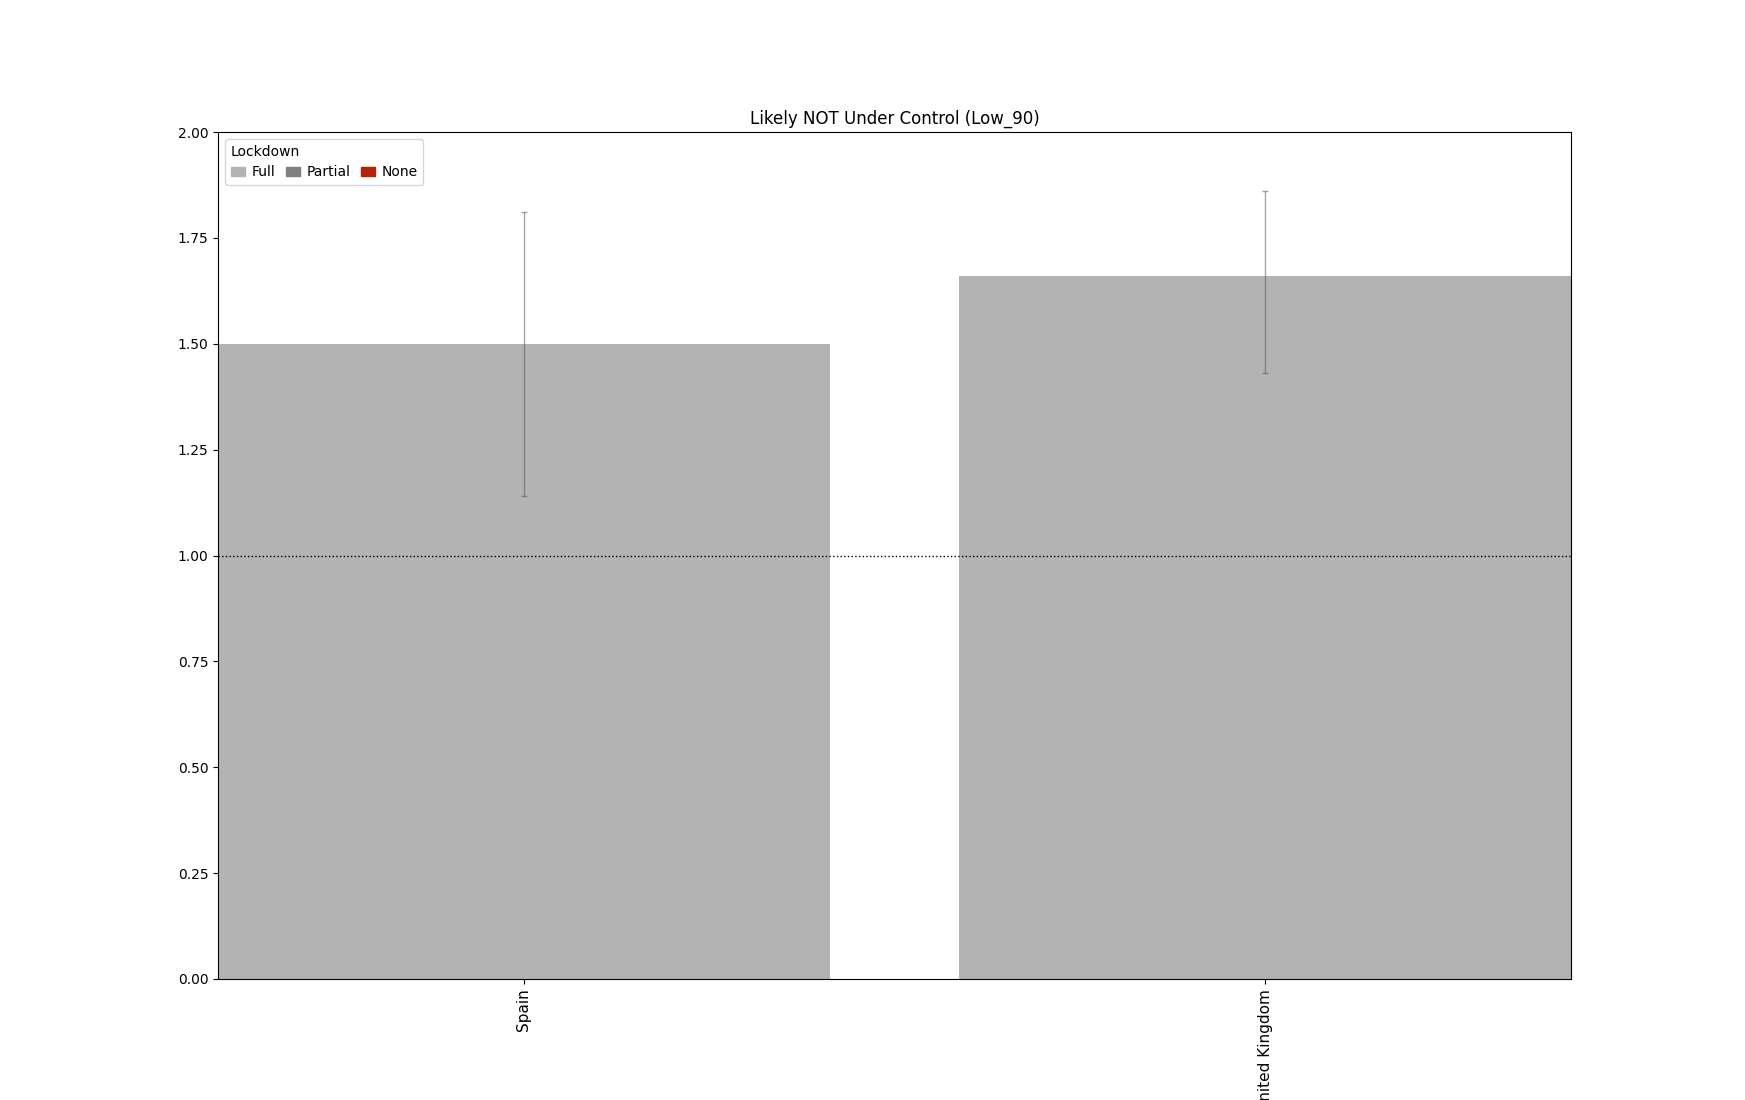 Likely NOT Under Control (Low_90)
2.00
Lockdown
Full Partial None
1.75
1.50
1.25
1.00
0.75
0.50
0.25
0.00
Spain
nited Kingdom